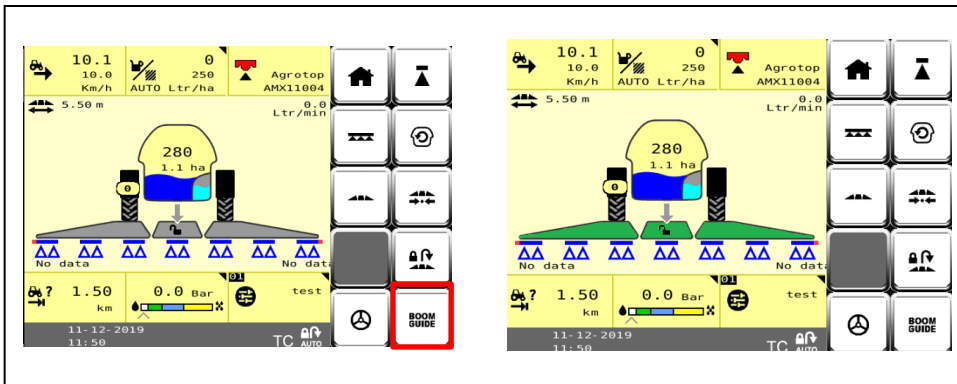 10.1
10.0
Km/h
0
250
AUTO Ltr/ha
Agrotop
AMX11004
5.50 m
0.0
Ltr/min
280
1.1 ha
0
No data
No data
? 1.50
km
0.0 Bar
01
test
BOOM
GUIDE
11-12-2019
11:50
TC AUTO
10.1
10.0
Km/h
0
250
AUTO Ltr/ha
Agrotop
AMX11004
5.50 m
0.0
Ltr/min
280
1.1 ha
0
No data
No data
? 1.50
km
0.0 Bar
01
test
BOOM
GUIDE
11-12-2019
11:50
TC AUTO